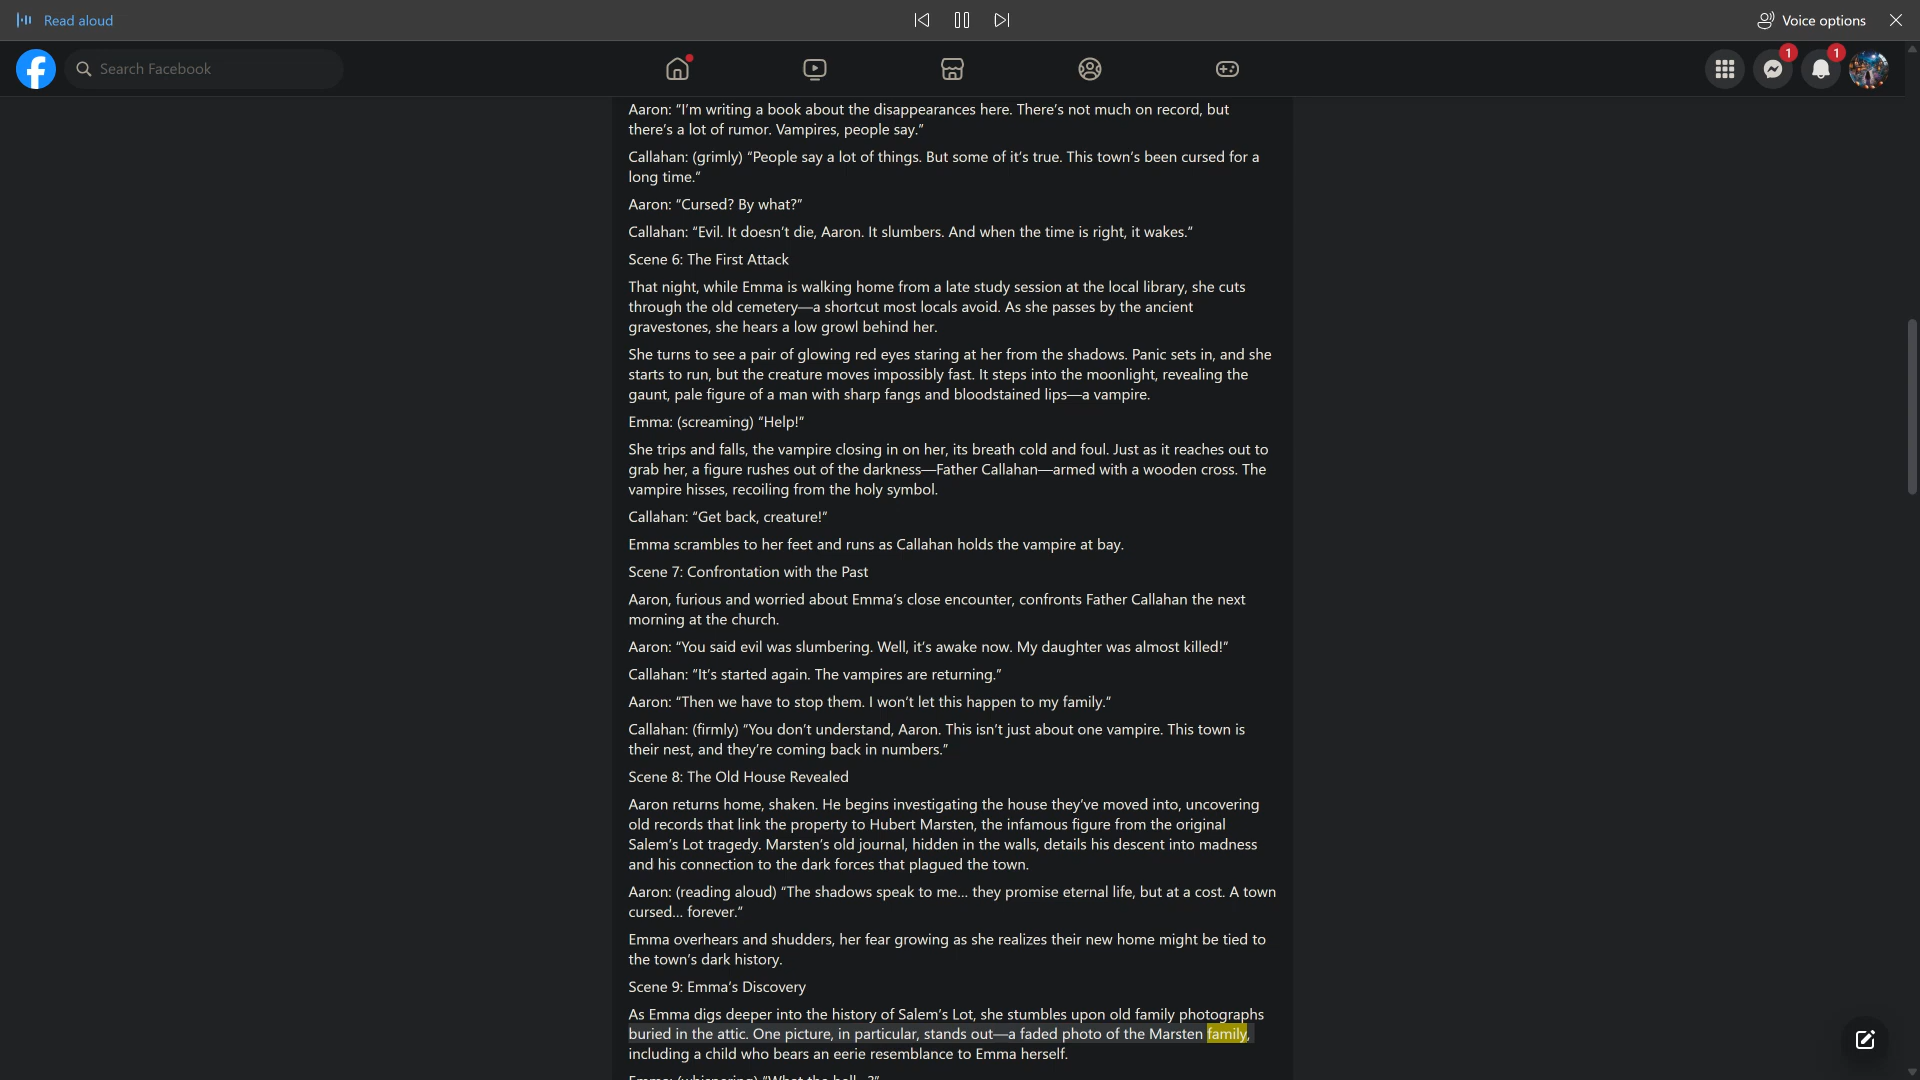 Read aloud
Voice options
Search Facebook
1
1
Aaron: “I’m writing a book about the disappearances here. There’s not much on record, but
there’s a lot of rumor. Vampires, people say.”
Callahan: (grimly) “People say a lot of things. But some of it’s true. This town’s been cursed for a
long time.”
Aaron: “Cursed? By what?”
Callahan: “Evil. It doesn’t die, Aaron. It slumbers. And when the time is right, it wakes.”
Scene 6: The First Attack
That night, while Emma is walking home from a late study session at the local library, she cuts
through the old cemetery—a shortcut most locals avoid. As she passes by the ancient
gravestones, she hears a low growl behind her.
She turns to see a pair of glowing red eyes staring at her from the shadows. Panic sets in, and she
starts to run, but the creature moves impossibly fast. It steps into the moonlight, revealing the
gaunt, pale figure of a man with sharp fangs and bloodstained lips—a vampire.
Emma: (screaming) “Help!”
She trips and falls, the vampire closing in on her, its breath cold and foul. Just as it reaches out to
grab her, a figure rushes out of the darkness—Father Callahan—armed with a wooden cross. The
vampire hisses, recoiling from the holy symbol.
Callahan: “Get back, creature!”
Emma scrambles to her feet and runs as Callahan holds the vampire at bay.
Scene 7: Confrontation with the Past
Aaron, furious and worried about Emma’s close encounter, confronts Father Callahan the next
morning at the church.
Aaron: “You said evil was slumbering. Well, it’s awake now. My daughter was almost killed!”
Callahan: “It’s started again. The vampires are returning.”
Aaron: “Then we have to stop them. I won’t let this happen to my family.”
Callahan: (firmly) “You don’t understand, Aaron. This isn’t just about one vampire. This town is
their nest, and they’re coming back in numbers.”
Scene 8: The Old House Revealed
Aaron returns home, shaken. He begins investigating the house they’ve moved into, uncovering
old records that link the property to Hubert Marsten, the infamous figure from the original
Salem’s Lot tragedy. Marsten’s old journal, hidden in the walls, details his descent into madness
and his connection to the dark forces that plagued the town.
Aaron: (reading aloud) “The shadows speak to me… they promise eternal life, but at a cost. A town
cursed… forever.”
Emma overhears and shudders, her fear growing as she realizes their new home might be tied to
the town’s dark history.
Scene 9: Emma’s Discovery
As Emma digs deeper into the history of Salem’s Lot, she stumbles upon old family photographs
buried in the attic. One picture, in particular, stands out—a faded photo of the Marsten family,
including a child who bears an eerie resemblance to Emma herself.
Emma: (whispering) “What the hell…?”